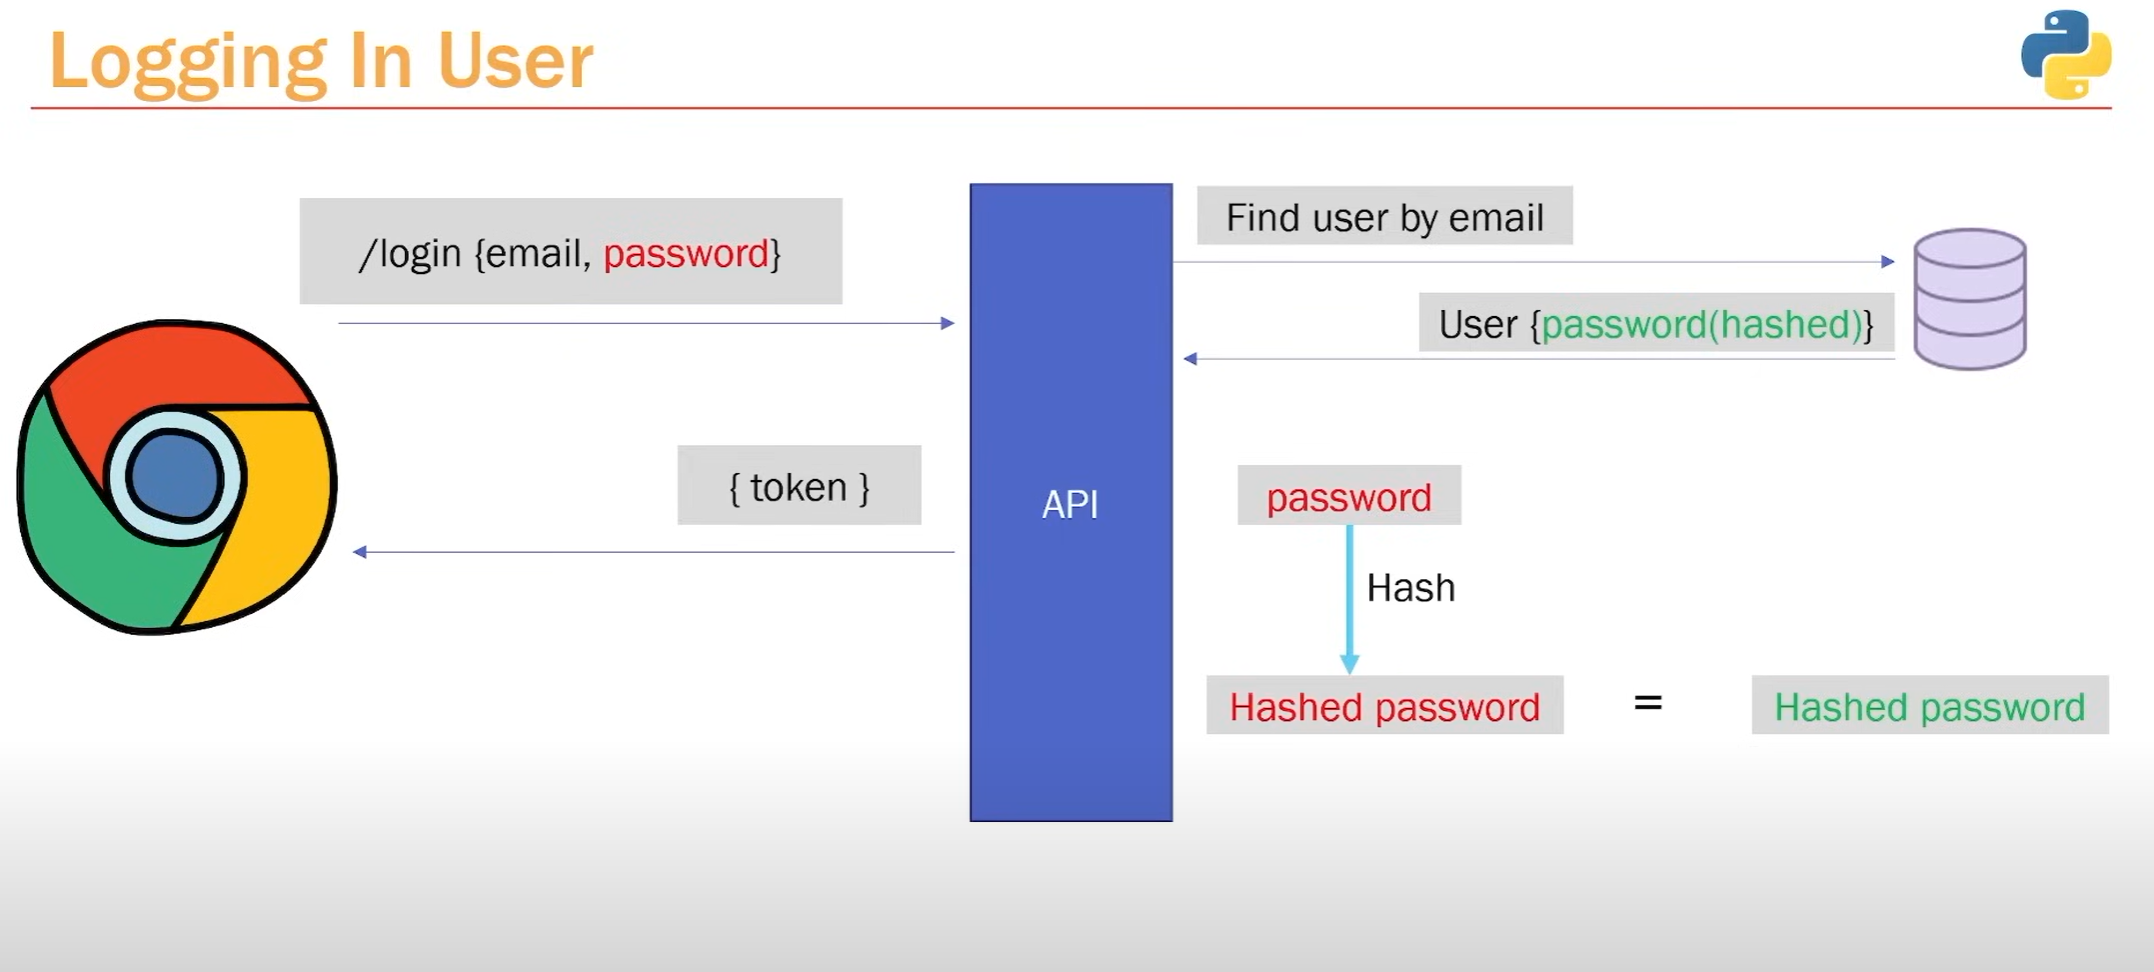 Logging In User
/login {email, password}
Find user by email
User {password(hashed)}
{ token }
API
password
Hash
Hashed password
=
Hashed password